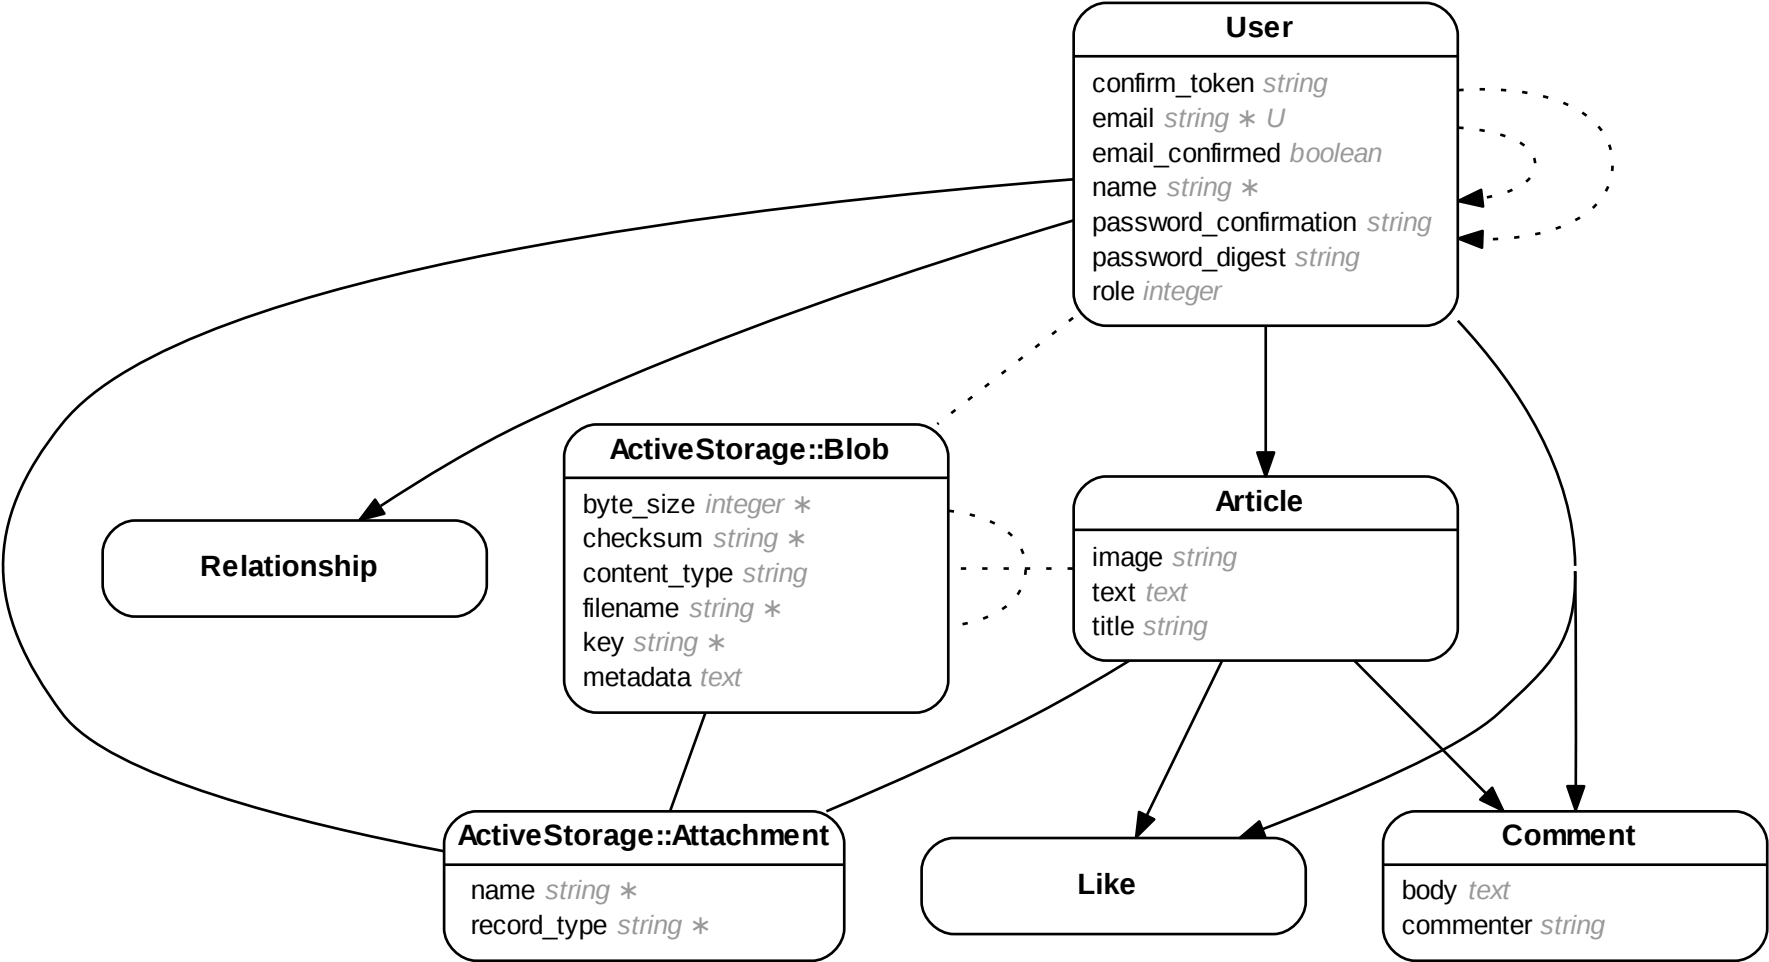 User
confirm_token string
email string ∗ U
email_confirmed boolean
name string ∗
password_confirmation string
password_digest string
role integer
ActiveStorage::Blob
byte_size integer ∗
checksum string ∗
content_type string
filename string ∗
key string ∗
metadata text
Article
image string
text text
title string
Relationship
ActiveStorage::Attachment
name string ∗
record_type string ∗
Like
Comment
body text
commenter string